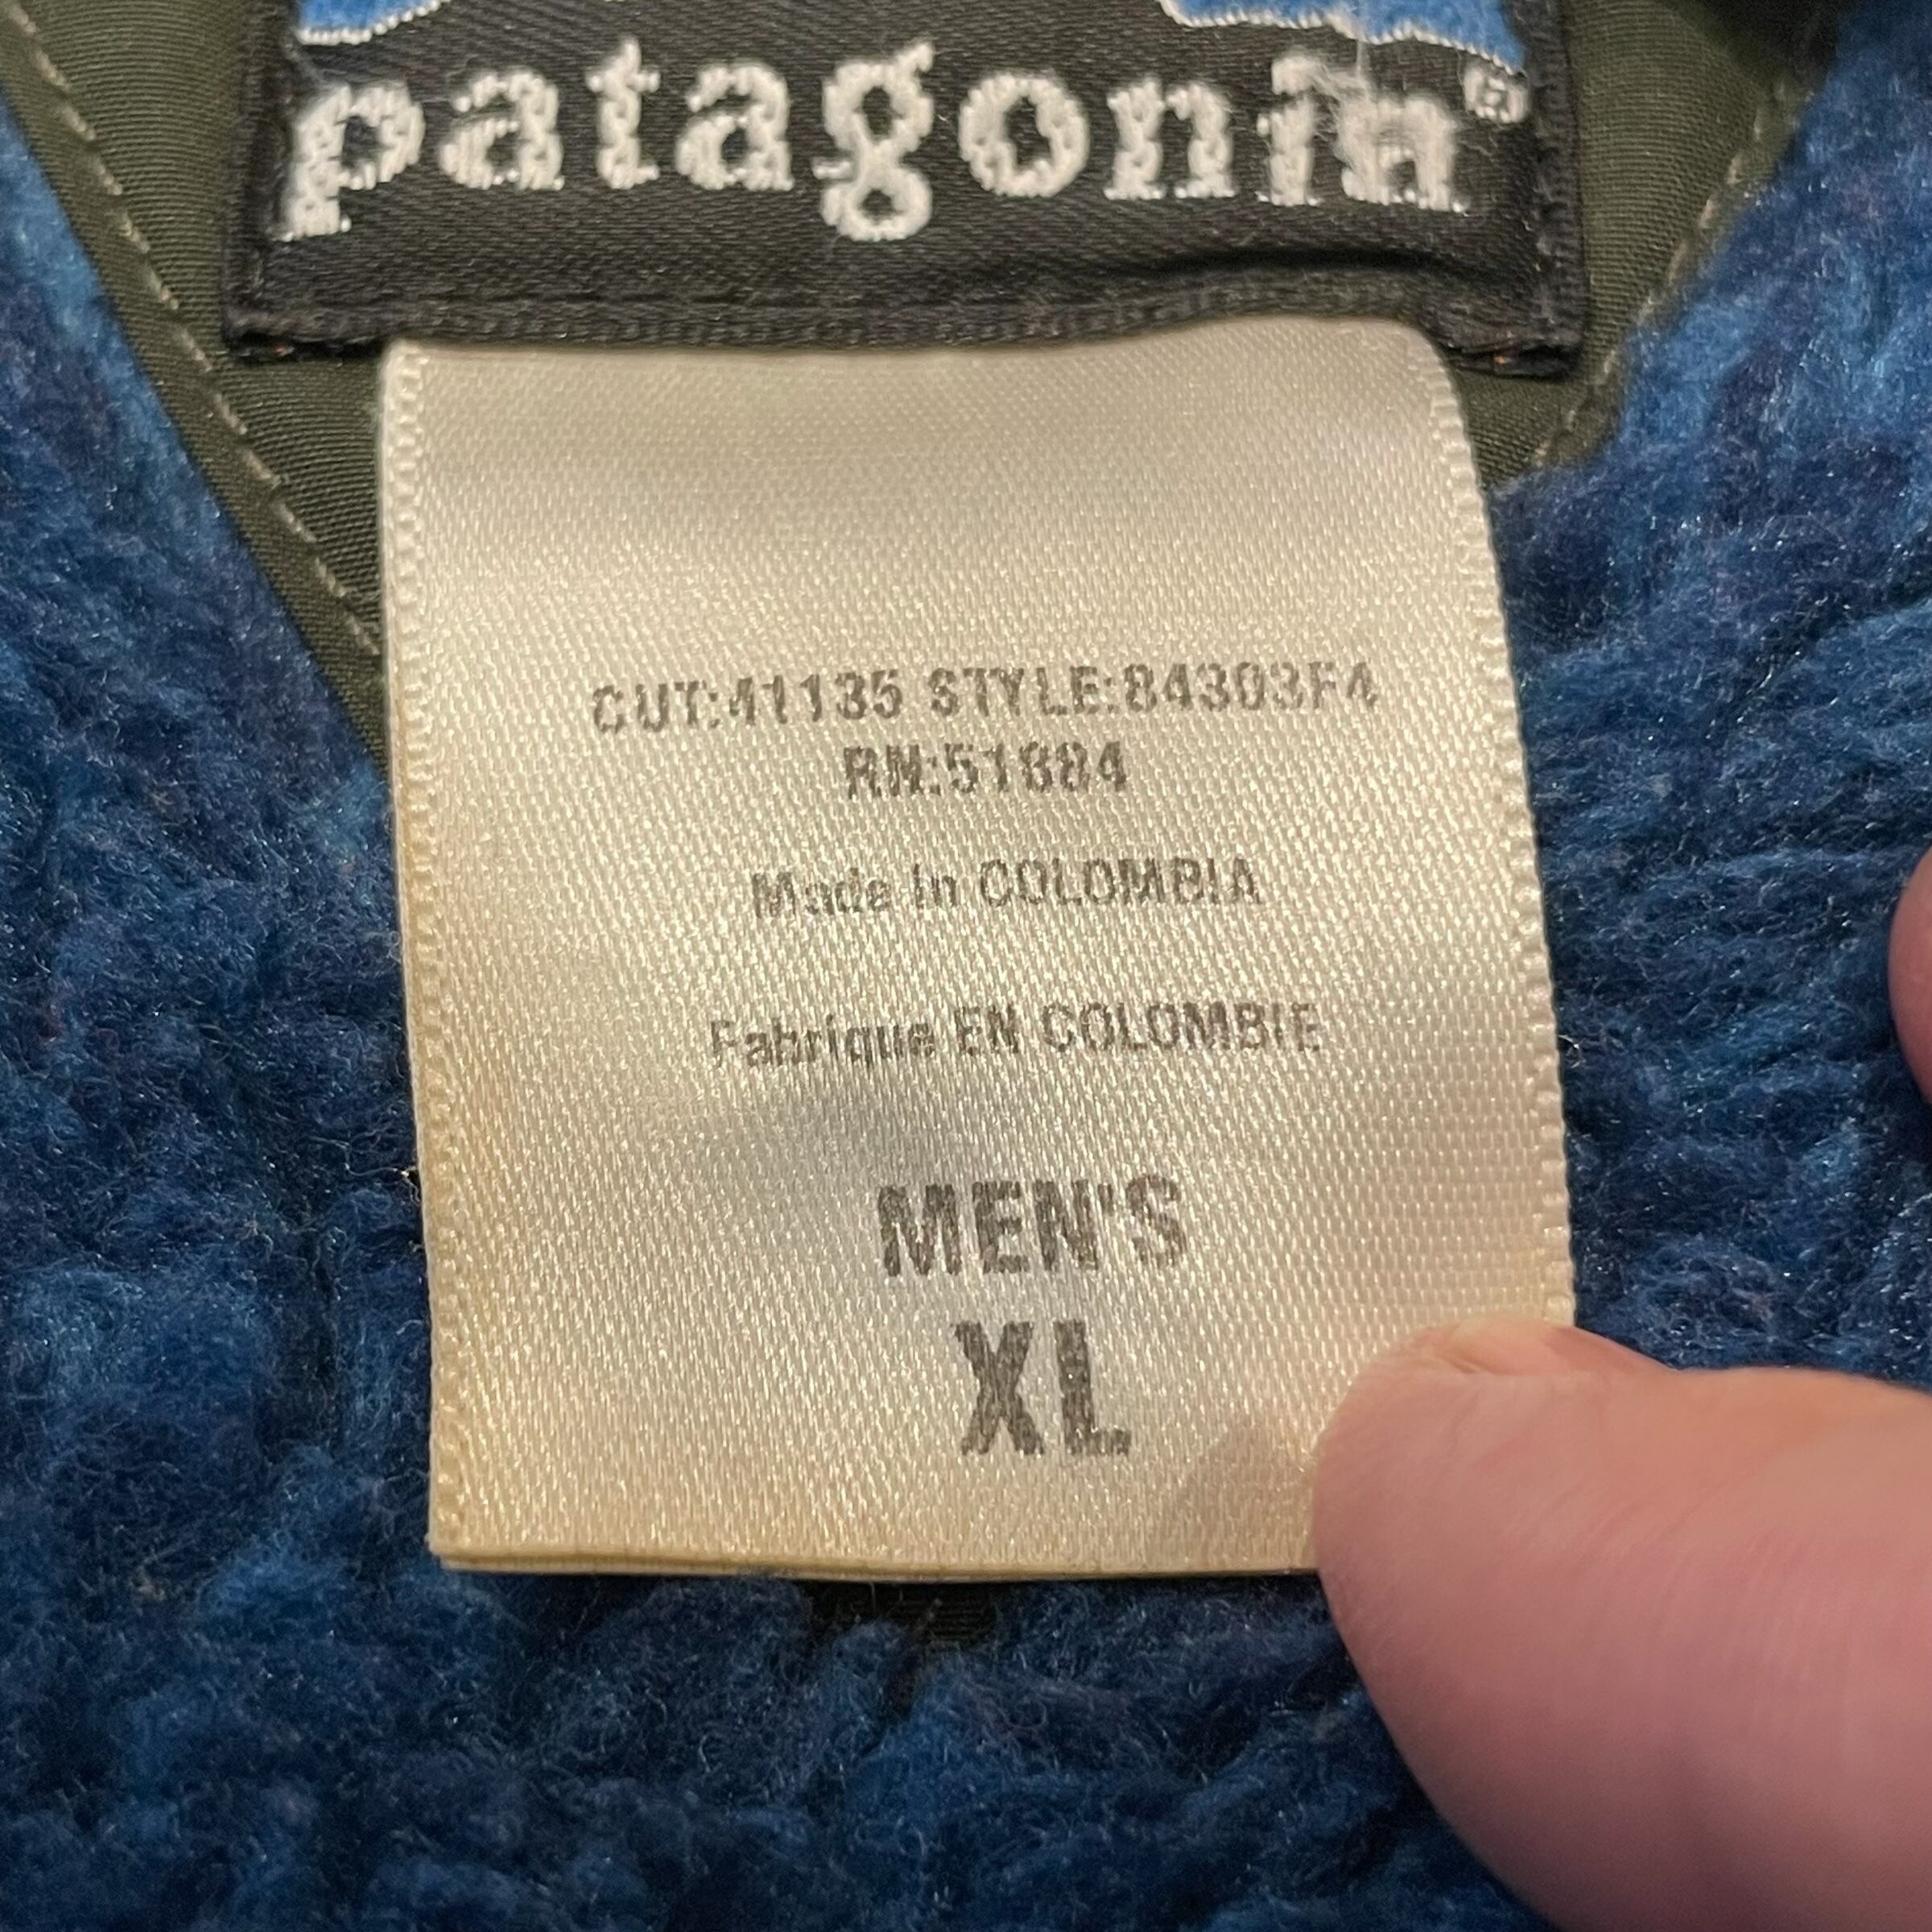 patagonia®
CUT:41135 STYLE:84303F4
RN:51884
Made in COLOMBIA
Fabrique EN COLOMBIE
MEN'S
XL